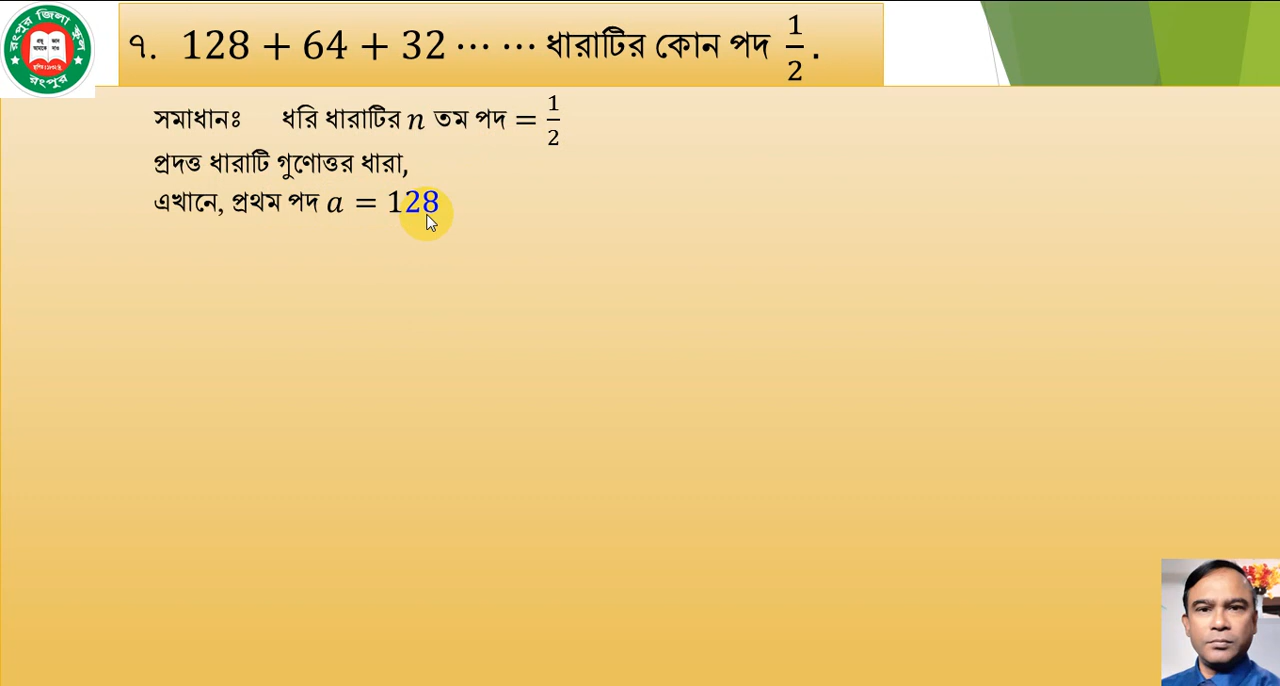 রংপুর জিলা স্কুল
রংপুর
৭. 128 + 64 + 32 ⋯ ⋯ ধারাটির কোন পদ 1/2.
সমাধানঃ ধরি ধারাটির n তম পদ = 1/2
প্রদত্ত ধারাটি গুণোত্তর ধারা,
এখানে, প্রথম পদ a = 128